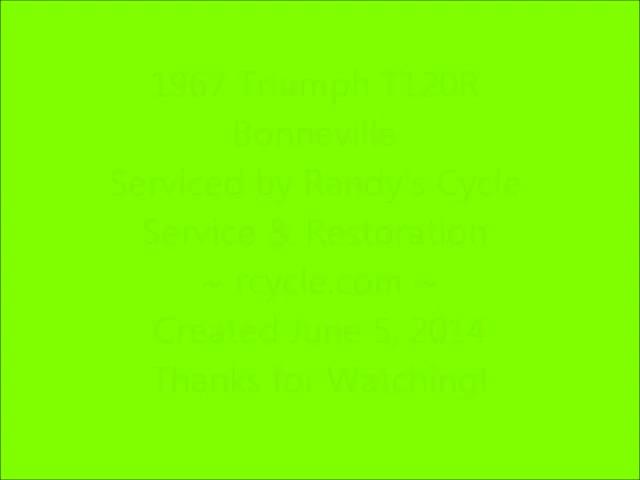 1967 Triumph T120R
Bonneville
Serviced by Randy's Cycle
Service & Restoration
~ rcycle.com ~
Created June 5, 2014
Thanks for Watching!